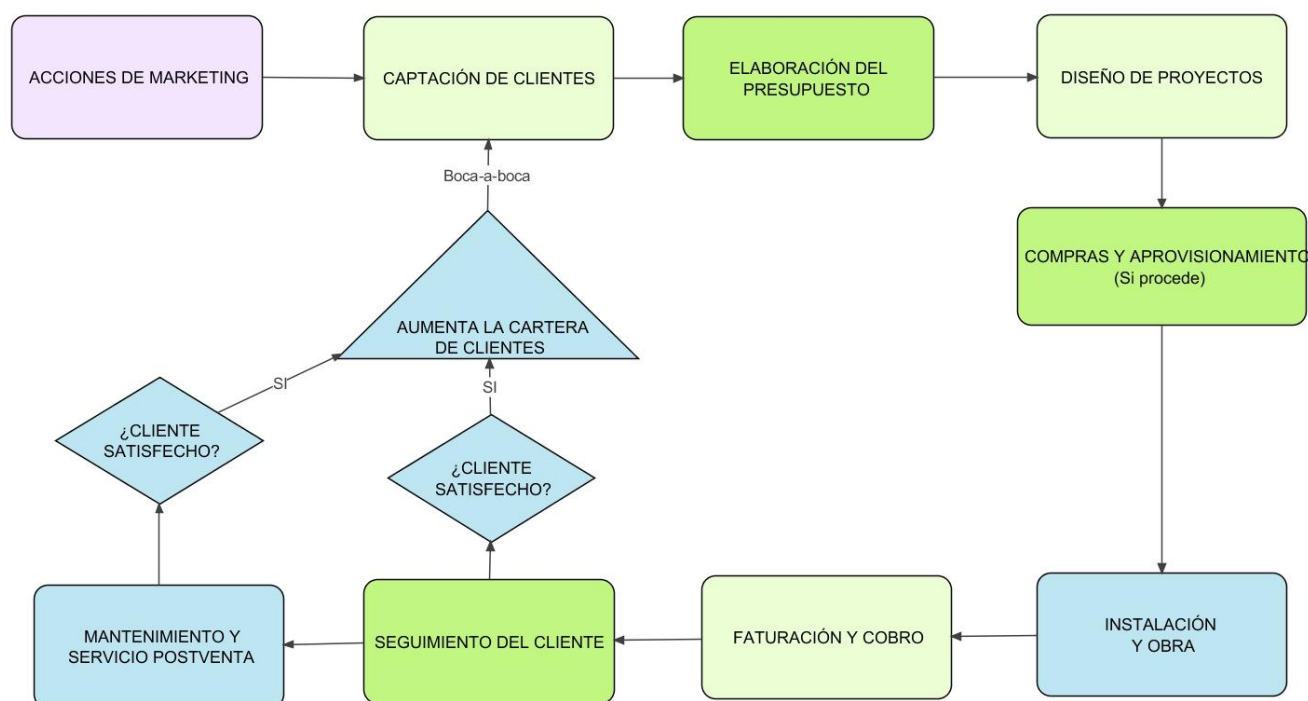 ACCIONES DE MARKETING
CAPTACIÓN DE CLIENTES
ELABORACIÓN DEL
PRESUPUESTO
DISEÑO DE PROYECTOS
Boca-a-boca
COMPRAS Y APROVISIONAMIENTO
(Si procede)
AUMENTA LA CARTERA
DE CLIENTES
SI
SI
¿CLIENTE
SATISFECHO?
¿CLIENTE
SATISFECHO?
MANTENIMIENTO Y
SERVICIO POSTVENTA
SEGUIMIENTO DEL CLIENTE
FATURACIÓN Y COBRO
INSTALACIÓN
Y OBRA